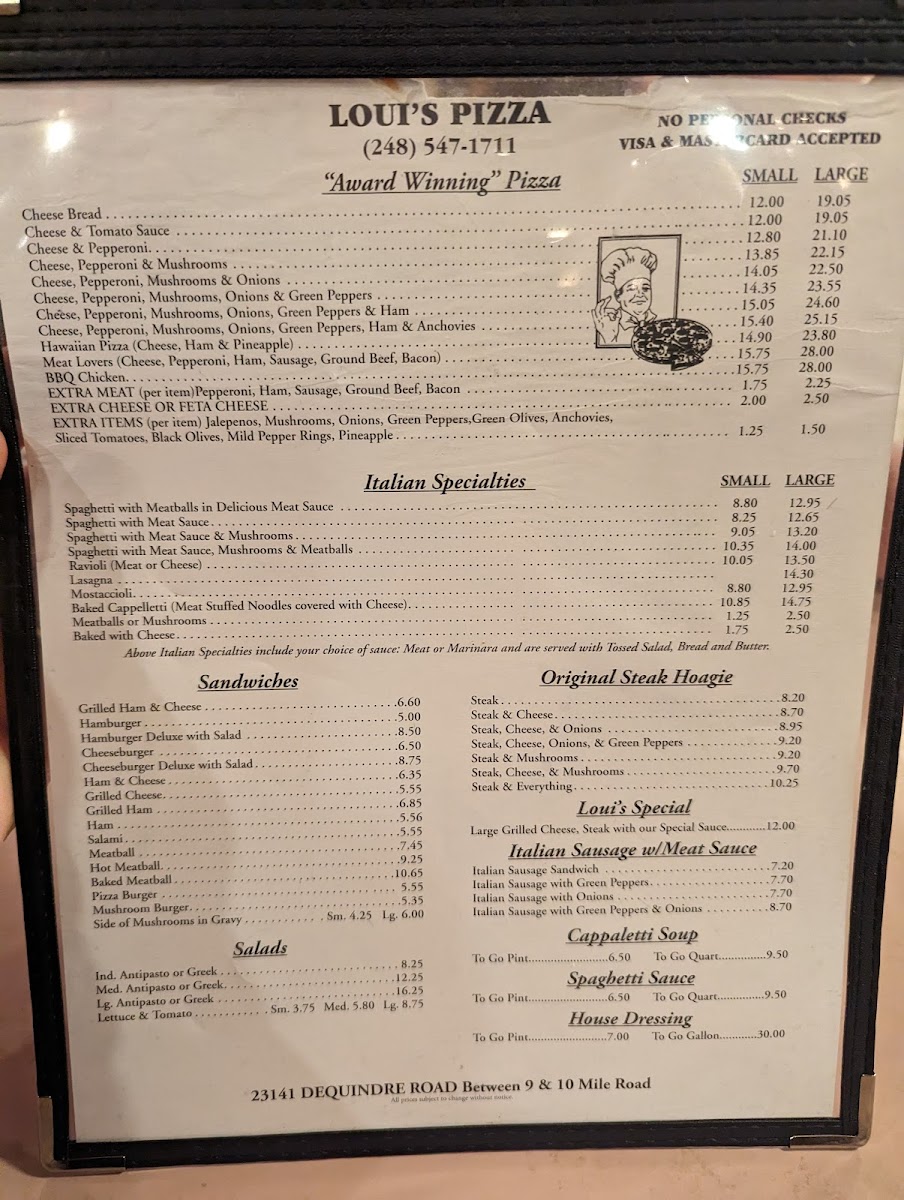 LOUI'S PIZZA
(248) 547-1711
NO PERSONAL CHECKS
VISA & MASTERCARD ACCEPTED
"Award Winning" Pizza SMALL LARGE
Cheese Bread 12.00 19.05
Cheese & Tomato Sauce 12.00 19.05
Cheese & Pepperoni 12.80 21.10
Cheese, Pepperoni & Mushrooms 13.85 22.15
Cheese, Pepperoni, Mushrooms & Onions 14.05 22.50
Cheese, Pepperoni, Mushrooms, Onions & Green Peppers 14.35 23.55
Cheese, Pepperoni, Mushrooms, Onions, Green Peppers & Ham 15.05 24.60
Cheese, Pepperoni, Mushrooms, Onions, Green Peppers, Ham & Anchovies 15.40 25.15
Hawaiian Pizza (Cheese, Ham & Pineapple) 14.90 23.80
Meat Lovers (Cheese, Pepperoni, Ham, Sausage, Ground Beef, Bacon) 15.75 28.00
BBQ Chicken 15.75 28.00
EXTRA MEAT (per item)Pepperoni, Ham, Sausage, Ground Beef, Bacon 1.75 2.25
EXTRA CHEESE OR FETA CHEESE 2.00 2.50
EXTRA ITEMS (per item) Jalepenos, Mushrooms, Onions, Green Peppers,Green Olives, Anchovies,
Sliced Tomatoes, Black Olives, Mild Pepper Rings, Pineapple 1.25 1.50
Italian Specialties SMALL LARGE
Spaghetti with Meatballs in Delicious Meat Sauce 8.80 12.95
Spaghetti with Meat Sauce 8.25 12.65
Spaghetti with Meat Sauce & Mushrooms 9.05 13.20
Spaghetti with Meat Sauce, Mushrooms & Meatballs 10.35 14.00
Ravioli (Meat or Cheese) 10.05 13.50
Lasagna 14.30
Mostaccioli 8.80 12.95
Baked Cappelletti (Meat Stuffed Noodles covered with Cheese) 10.85 14.75
Meatballs or Mushrooms 1.25 2.50
Baked with Cheese 1.75 2.50
Above Italian Specialties include your choice of sauce: Meat or Marinara and are served with Tossed Salad, Bread and Butter.
Sandwiches
Grilled Ham & Cheese 6.60
Hamburger 5.00
Hamburger Deluxe with Salad 8.50
Cheeseburger 6.50
Cheeseburger Deluxe with Salad 8.75
Ham & Cheese 6.35
Grilled Cheese 5.55
Grilled Ham 6.85
Ham 5.56
Salami 5.55
Meatball 7.45
Hot Meatball 9.25
Baked Meatball 10.65
Pizza Burger 5.55
Mushroom Burger 5.35
Side of Mushrooms in Gravy Sm. 4.25 Lg. 6.00
Salads
Ind. Antipasto or Greek 8.25
Med. Antipasto or Greek 12.25
Lg. Antipasto or Greek 16.25
Lettuce & Tomato Sm. 3.75 Med. 5.80 Lg. 8.75
Original Steak Hoagie
Steak 8.20
Steak & Cheese 8.70
Steak, Cheese, & Onions 8.95
Steak, Cheese, Onions, & Green Peppers 9.20
Steak & Mushrooms 9.20
Steak, Cheese, & Mushrooms 9.70
Steak & Everything 10.25
Loui's Special
Large Grilled Cheese, Steak with our Special Sauce 12.00
Italian Sausage w/Meat Sauce
Italian Sausage Sandwich 7.20
Italian Sausage with Green Peppers 7.70
Italian Sausage with Onions 7.70
Italian Sausage with Green Peppers & Onions 8.70
Cappaletti Soup
To Go Pint 6.50 To Go Quart 9.50
Spaghetti Sauce
To Go Pint 6.50 To Go Quart 9.50
House Dressing
To Go Pint 7.00 To Go Gallon 30.00
23141 DEQUINDRE ROAD Between 9 & 10 Mile Road
All prices subject to change without notice.